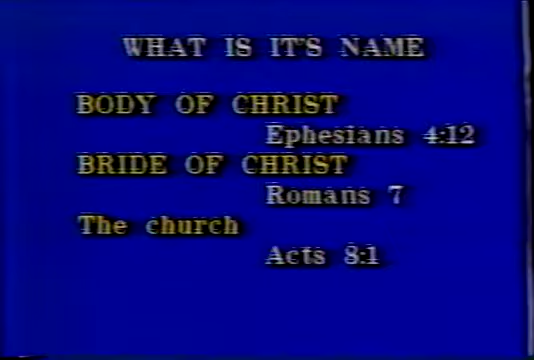 WHAT IS IT'S NAME
BODY OF CHRIST
Ephesians 4:12
BRIDE OF CHRIST
Romans 7
The church
Acts 8:1